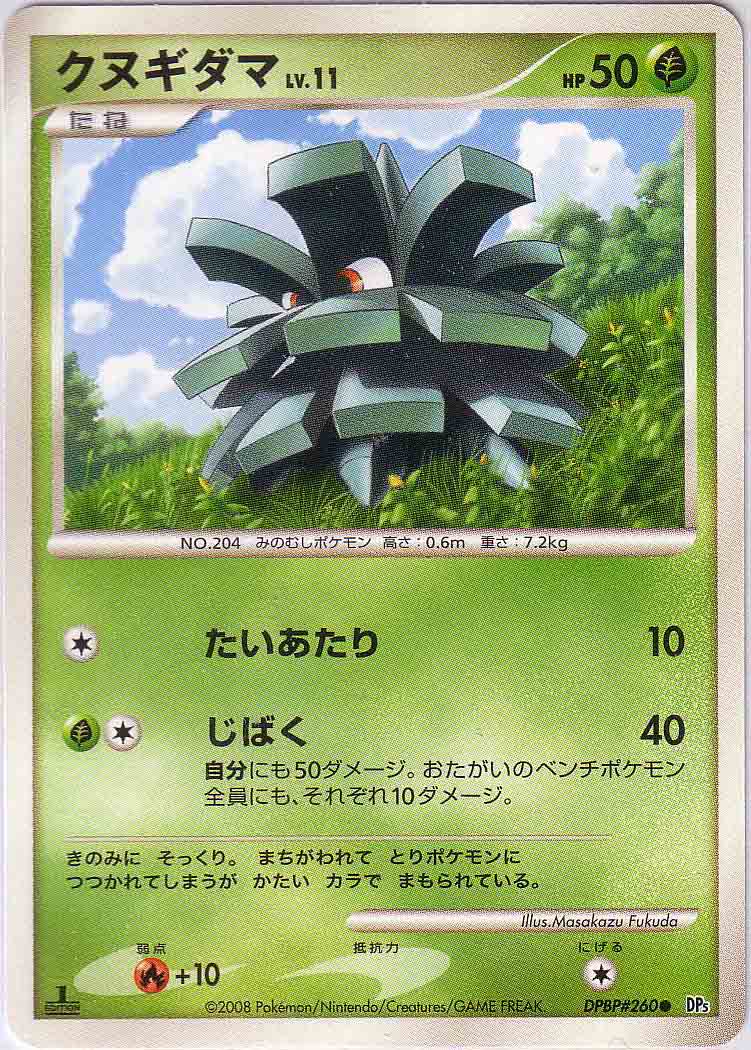 クヌギダマ LV.11 HP 50
たね
NO.204 みのむしポケモン 高さ:0.6m 重さ:7.2kg
たいあたり 10
じばく 40
自分にも50ダメージ。おたがいのベンチポケモン
全員にも、それぞれ10ダメージ。
きのみに そっくり。 まちがわれて とりポケモンに
つつかれてしまうが かたい カラで まもられている。
Illus.Masakazu Fukuda
弱点 抵抗力 にげる
+10
1 EDITION ©2008 Pokémon/Nintendo/Creatures/GAME FREAK. DPBP#260 DPs